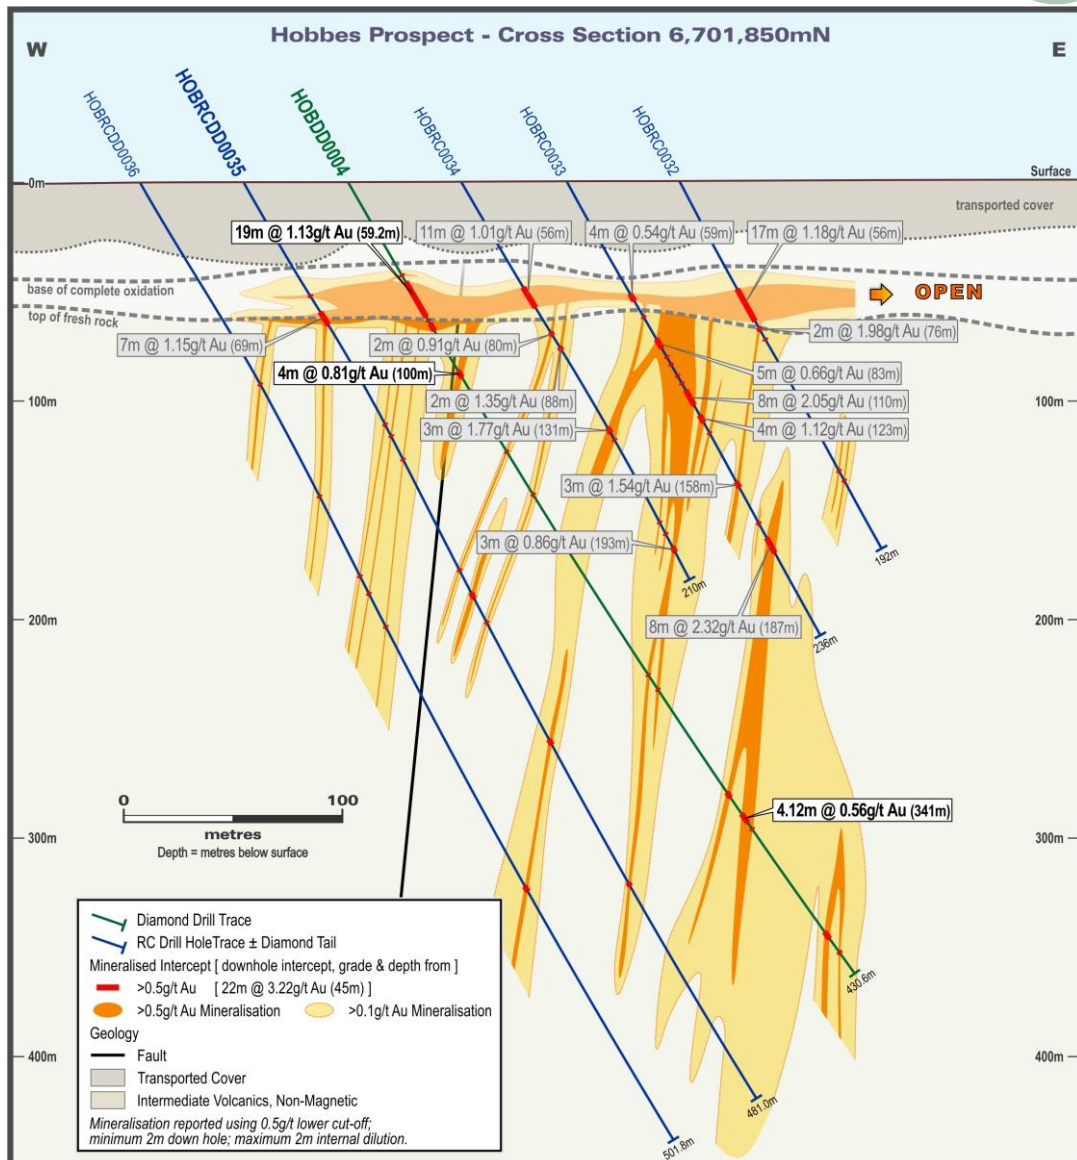 Hobbes Prospect - Cross Section 6,701,850mN
W
E
HOBRCDD0036
HOBRCDD0035
HOBDD0004
HOBRC0034
HOBRC0033
HOBRC0032
Surface
0m
transported cover
19m @ 1.13g/t Au (59.2m)
11m @ 1.01g/t Au (56m)
4m @ 0.54g/t Au (59m)
17m @ 1.18g/t Au (56m)
base of complete oxidation
OPEN
top of fresh rock
7m @ 1.15g/t Au (69m)
2m @ 0.91g/t Au (80m)
2m @ 1.98g/t Au (76m)
4m @ 0.81g/t Au (100m)
5m @ 0.66g/t Au (83m)
100m
2m @ 1.35g/t Au (88m)
8m @ 2.05g/t Au (110m)
100m
3m @ 1.77g/t Au (131m)
4m @ 1.12g/t Au (123m)
3m @ 1.54g/t Au (158m)
3m @ 0.86g/t Au (193m)
192m
210m
200m
8m @ 2.32g/t Au (187m)
236m
200m
0
100
metres
Depth = metres below surface
4.12m @ 0.56g/t Au (341m)
300m
300m
Diamond Drill Trace
RC Drill HoleTrace ± Diamond Tail
Mineralised Intercept [ downhole intercept, grade & depth from ]
>0.5g/t Au [ 22m @ 3.22g/t Au (45m) ]
>0.5g/t Au Mineralisation
>0.1g/t Au Mineralisation
Geology
Fault
Transported Cover
Intermediate Volcanics, Non-Magnetic
Mineralisation reported using 0.5g/t lower cut-off;
minimum 2m down hole; maximum 2m internal dilution.
430.6m
400m
400m
481.0m
501.8m